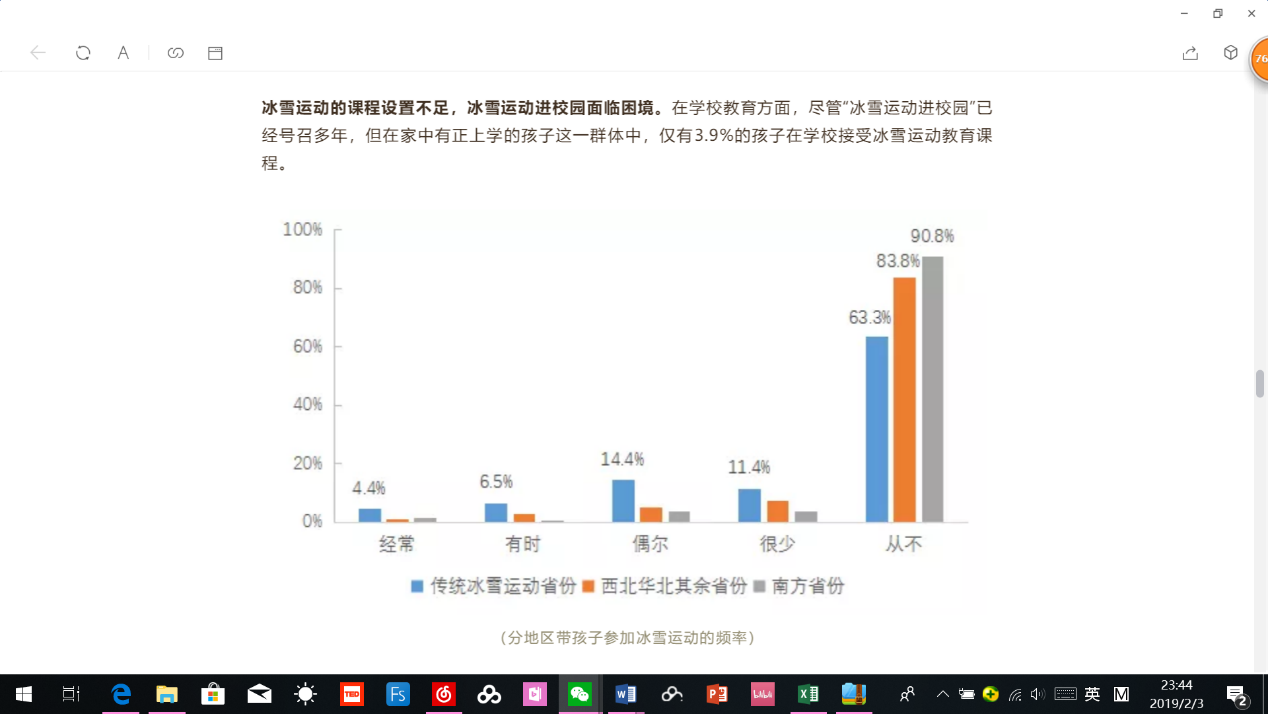 76
冰雪运动的课程设置不足，冰雪运动进校园面临困境。在学校教育方面，尽管“冰雪运动进校园”已
经号召多年，但在家中有正上学的孩子这一群体中，仅有3.9%的孩子在学校接受冰雪运动教育课
程。
100%
80%
60%
40%
20%
0%
4.4%
6.5%
14.4%
11.4%
63.3%
83.8%
90.8%
经常
有时
偶尔
很少
从不
传统冰雪运动省份
西北华北其余省份
南方省份
（分地区带孩子参加冰雪运动的频率）
TED
Fs
LaLaLa
英
M
23:44
2019/2/3
2